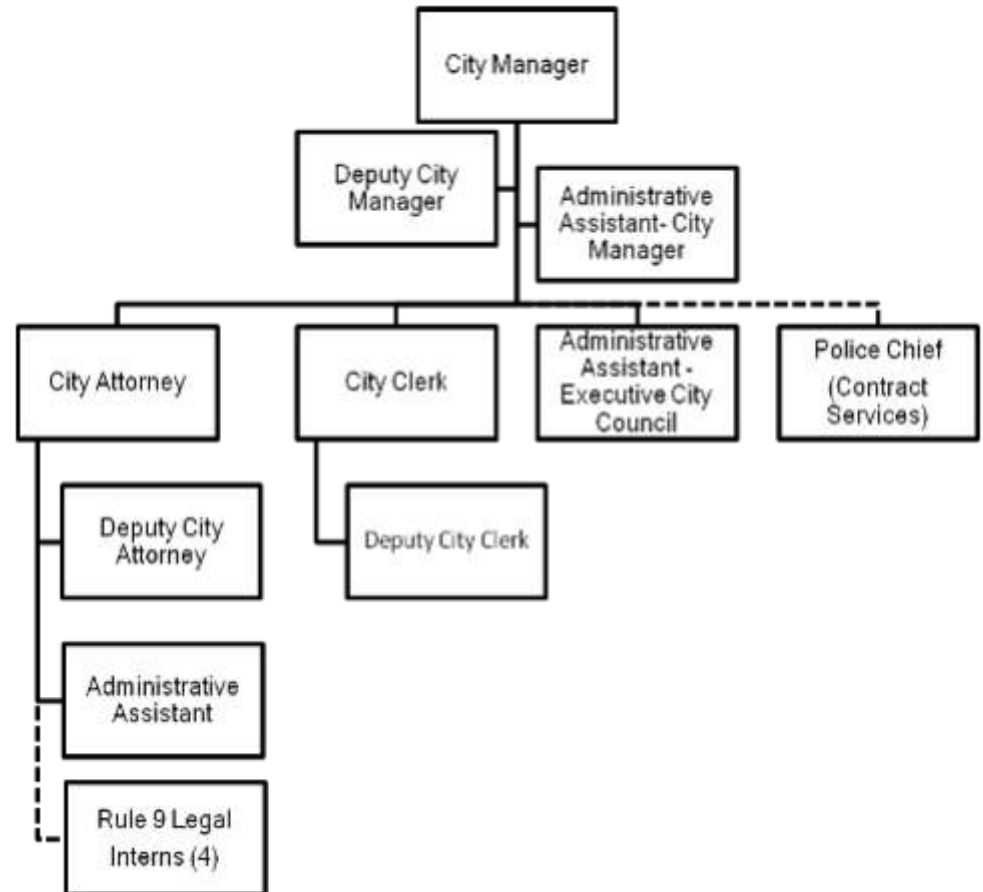 City Manager
Deputy City
Manager
Administrative
Assistant- City
Manager
City Attorney
City Clerk
Administrative
Assistant -
Executive City
Council
Police Chief
(Contract
Services)
Deputy City
Attorney
Deputy City Clerk
Administrative
Assistant
Rule 9 Legal
Interns (4)